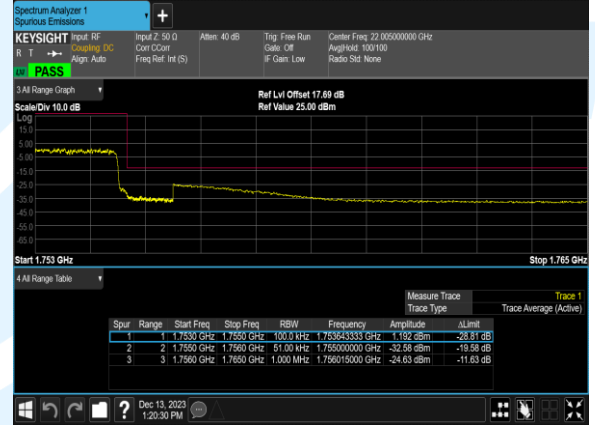 Spectrum Analyzer 1
Spurious Emissions
KEYSIGHT Input: RF Input Z: 50 Ω Atten: 40 dB Trig: Free Run Center Freq: 22.005000000 GHz
R T Coupling: DC Corr CCorr Gate: Off Avg|Hold: 100/100
Align: Auto Freq Ref: Int (S) IF Gain: Low Radio Std: None
PASS
3 All Range Graph Ref Lvl Offset 17.69 dB
Scale/Div 10.0 dB Ref Value 25.00 dBm
Log
15.0
5.00
-5.00
-15.0
-25.0
-35.0
-45.0
-55.0
-65.0
Start 1.753 GHz Stop 1.765 GHz
4 All Range Table
Measure Trace Trace 1
Trace Type Trace Average (Active)
Spur Range Start Freq Stop Freq RBW Frequency Amplitude ΔLimit
1 1 1.7530 GHz 1.7550 GHz 100.0 kHz 1.753643333 GHz 1.192 dBm -28.81 dB
2 2 1.7550 GHz 1.7560 GHz 51.00 kHz 1.755000000 GHz -32.58 dBm -19.58 dB
3 3 1.7560 GHz 1.7650 GHz 1.000 MHz 1.756015000 GHz -24.63 dBm -11.63 dB
Dec 13, 2023
1:20:30 PM